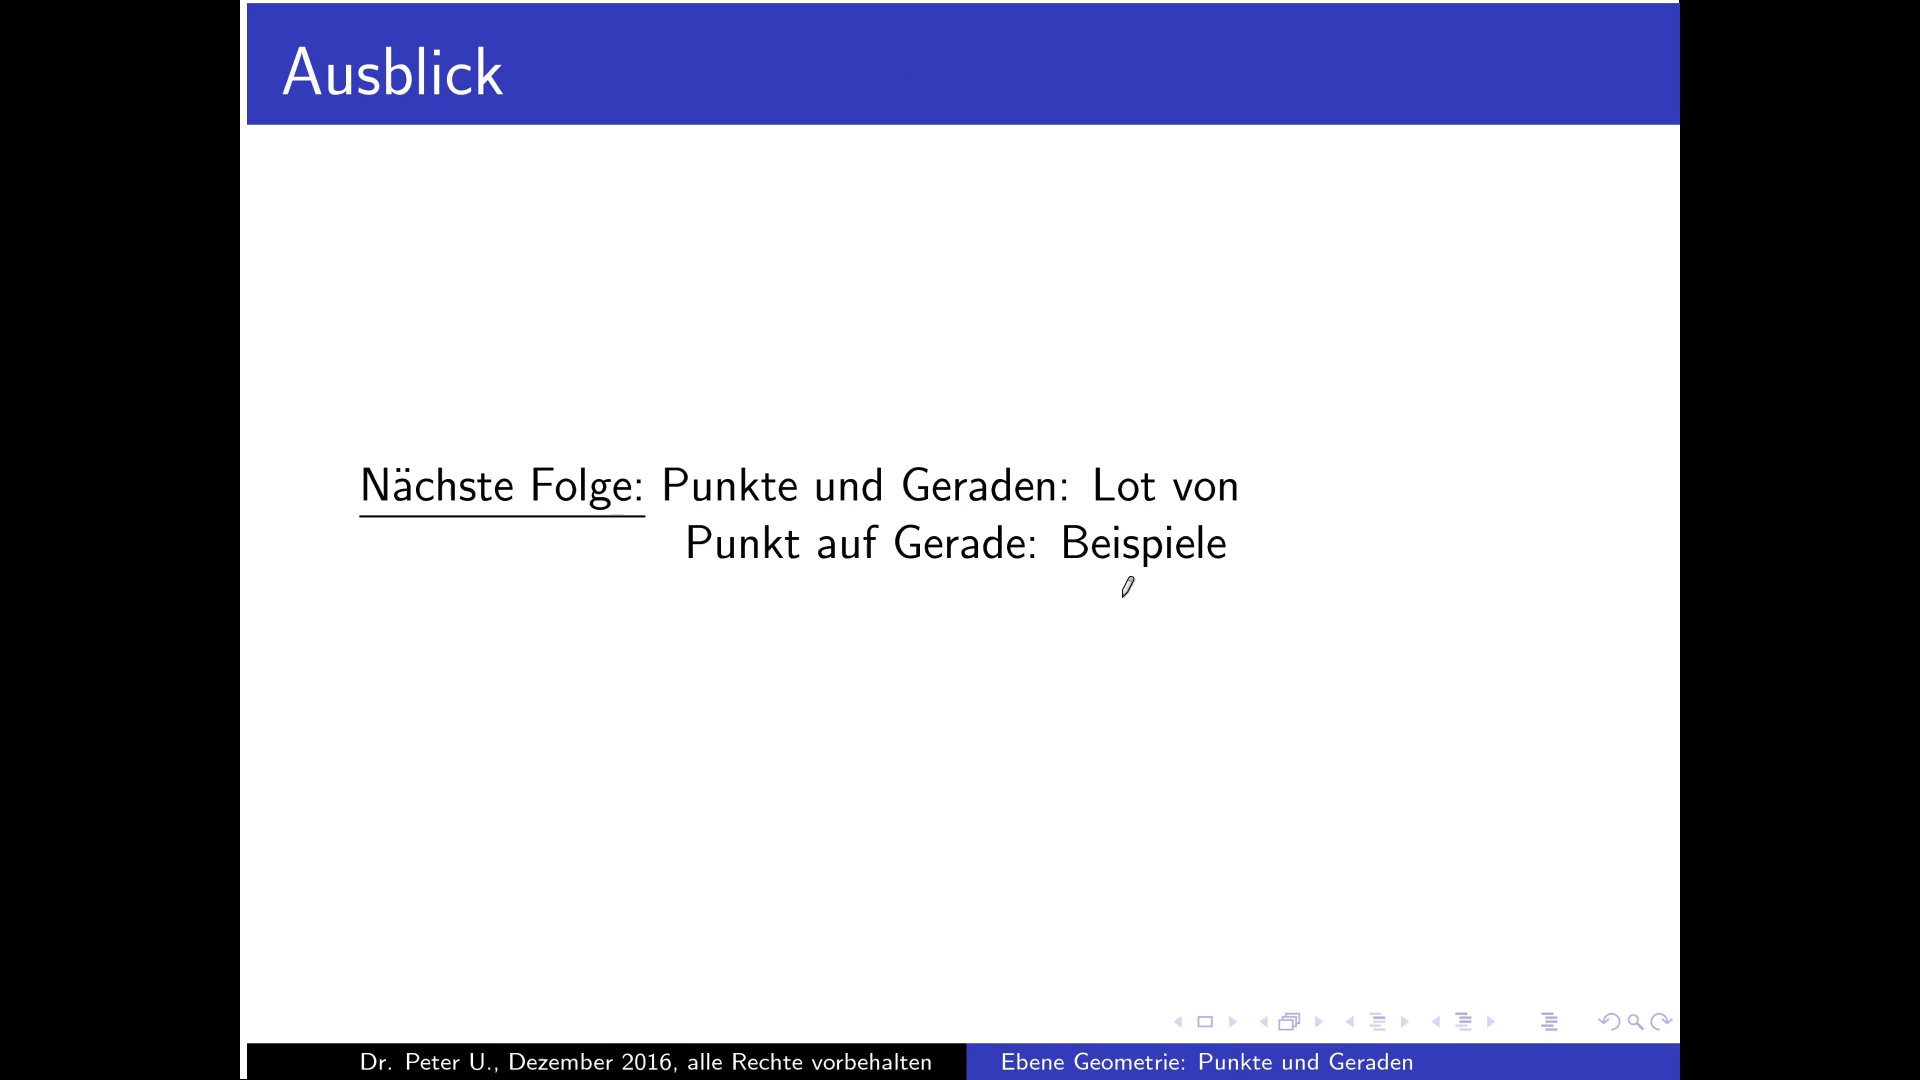 Ausblick
Nächste Folge: Punkte und Geraden: Lot von
Punkt auf Gerade: Beispiele
Dr. Peter U., Dezember 2016, alle Rechte vorbehalten
Ebene Geometrie: Punkte und Geraden